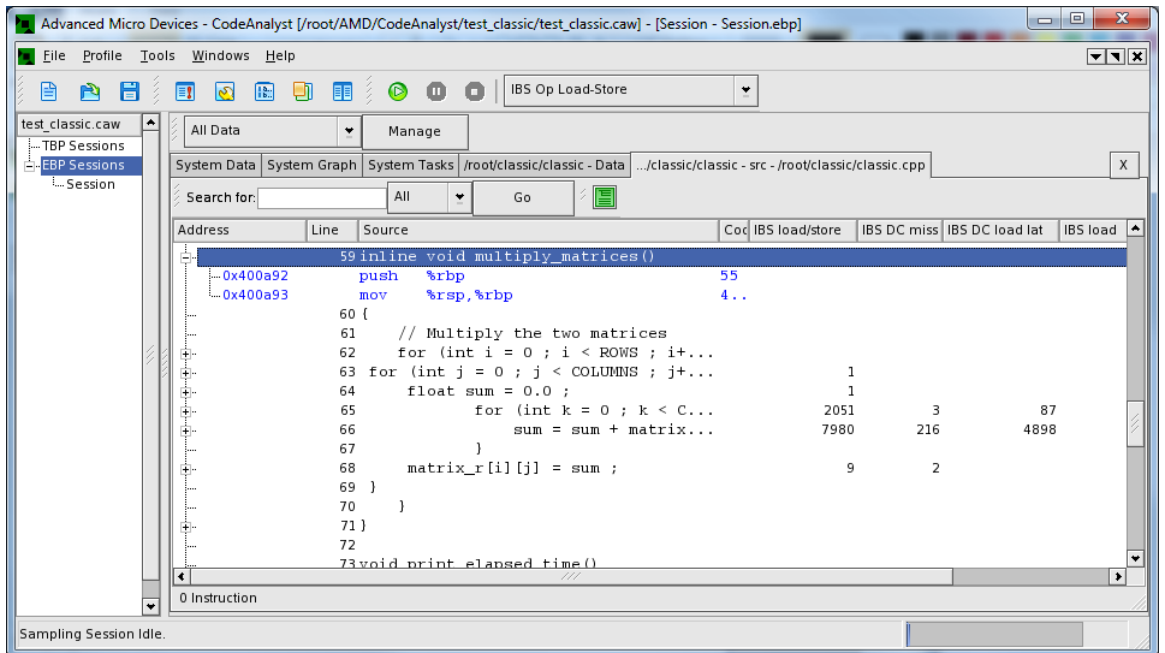 Advanced Micro Devices - CodeAnalyst [/root/AMD/CodeAnalyst/test_classic/test_classic.caw] - [Session - Session.ebp]
File Profile Tools Windows Help
IBS Op Load-Store
test_classic.caw
TBP Sessions
EBP Sessions
Session
All Data Manage
System Data System Graph System Tasks /root/classic/classic - Data .../classic/classic - src - /root/classic/classic.cpp X
Search for: All Go
Address Line Source Cod IBS load/store IBS DC miss IBS DC load lat IBS load
59 inline void multiply_matrices()
0x400a92 push %rbp 55
0x400a93 mov %rsp,%rbp 4..
60 {
61 // Multiply the two matrices
62 for (int i = 0 ; i < ROWS ; i+...
63 for (int j = 0 ; j < COLUMNS ; j+... 1
64 float sum = 0.0 ; 1
65 for (int k = 0 ; k < C... 2051 3 87
66 sum = sum + matrix... 7980 216 4898
67 }
68 matrix_r[i][j] = sum ; 9 2
69 }
70 }
71 }
72
73 void print_elapsed_time()
0 Instruction
Sampling Session Idle.